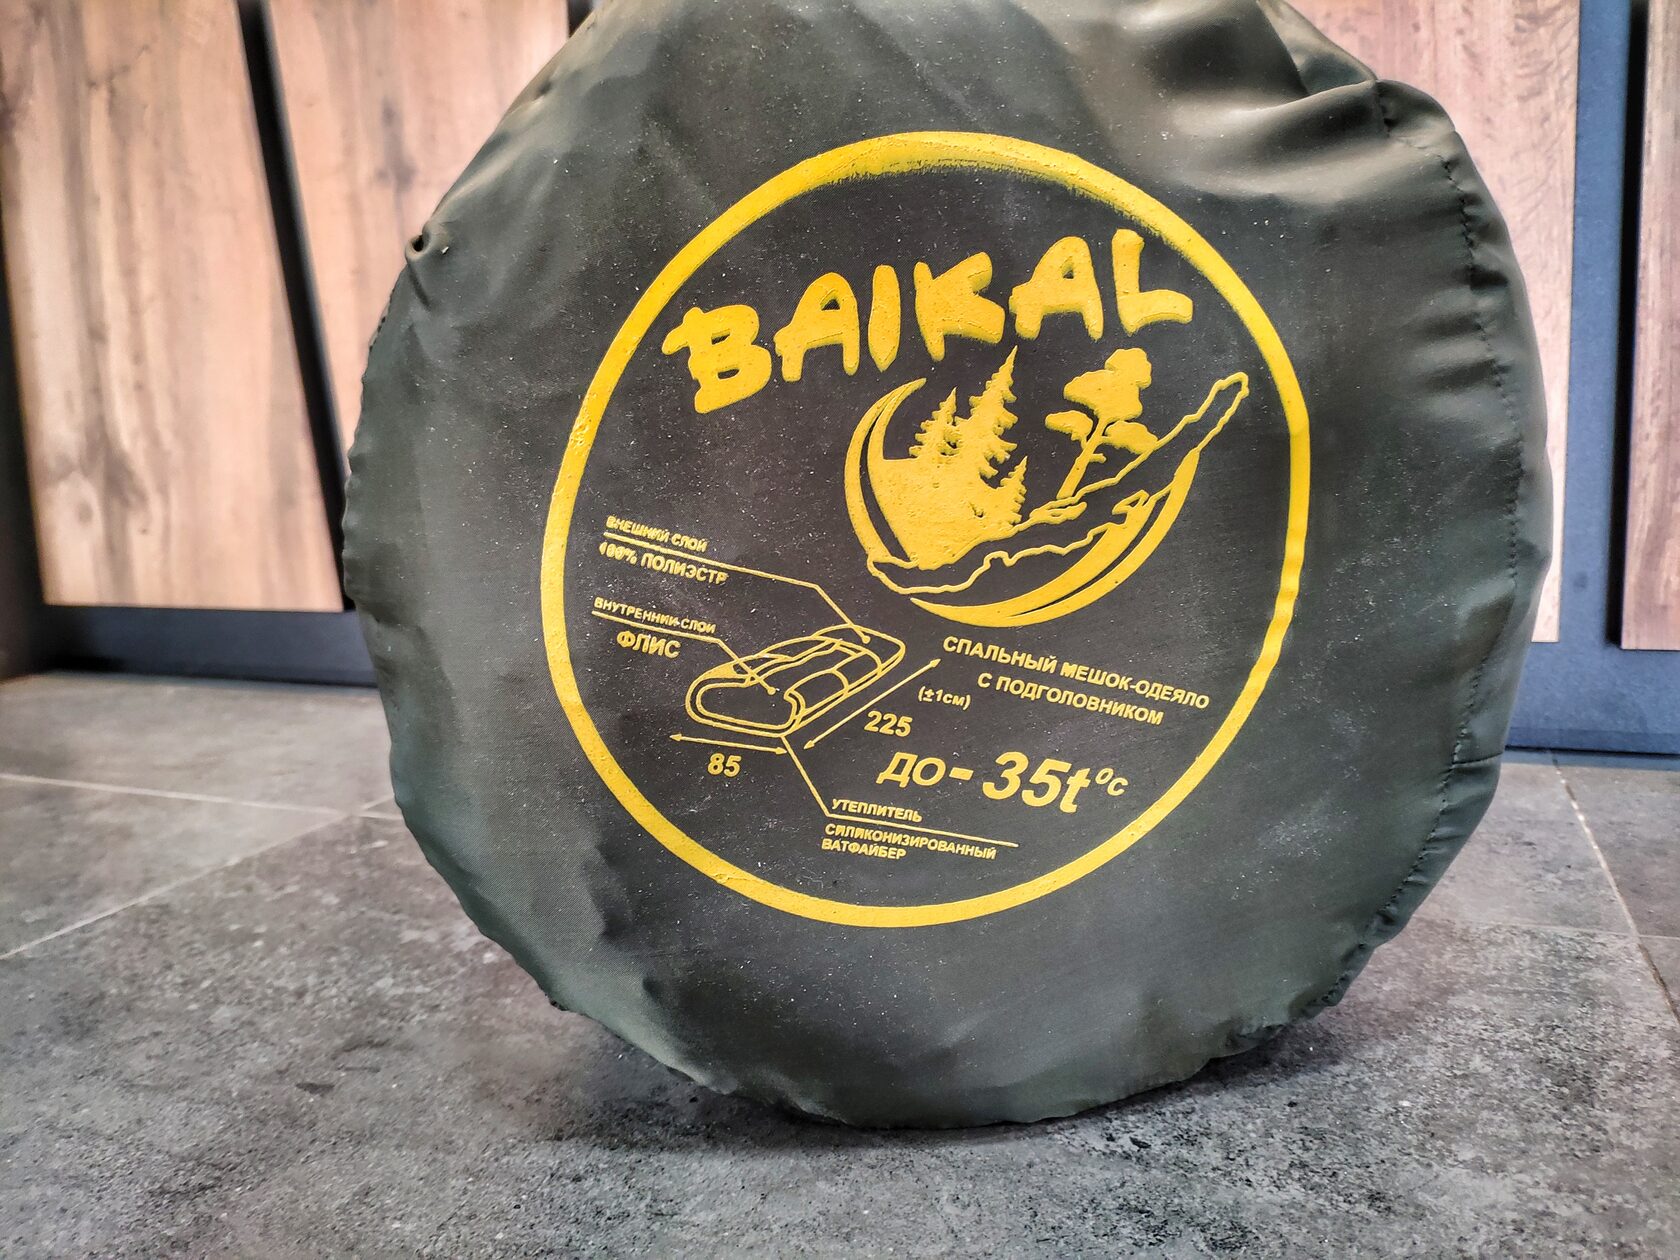 BAIKAL
ВНЕШНИЙ СЛОЙ
100% ПОЛИЭСТР
ВНУТРЕННИЙ СЛОЙ
ФЛИС
СПАЛЬНЫЙ МЕШОК-ОДЕЯЛО
С ПОДГОЛОВНИКОМ
(±1см)
225
85
ДО-35t°C
УТЕПЛИТЕЛЬ
СИЛИКОНИЗИРОВАННЫЙ
ВАТФАЙБЕР